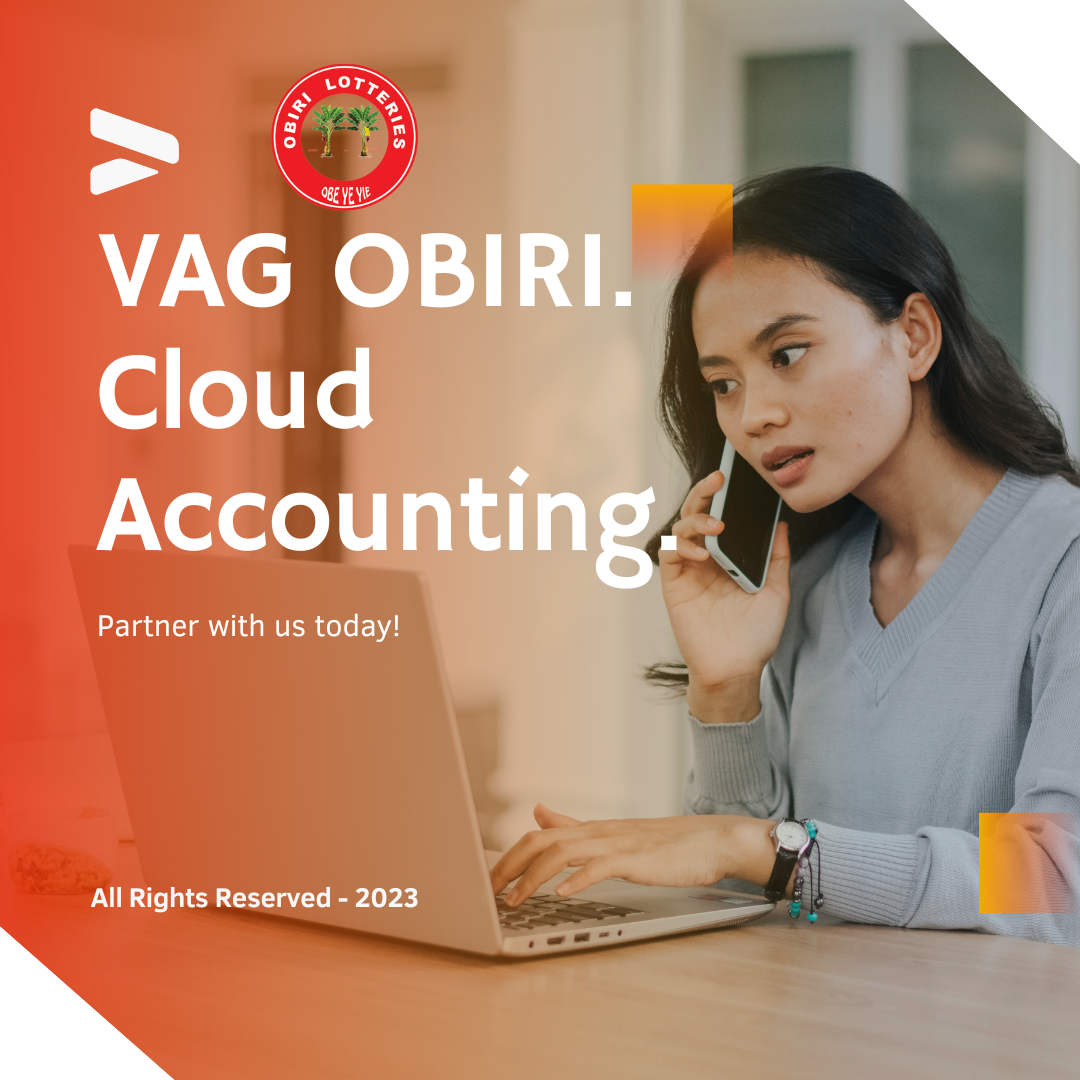 OBIRI LOTTERIES
OBE YE YIE
VAG OBIRI.
Cloud
Accounting.
Partner with us today!
All Rights Reserved - 2023